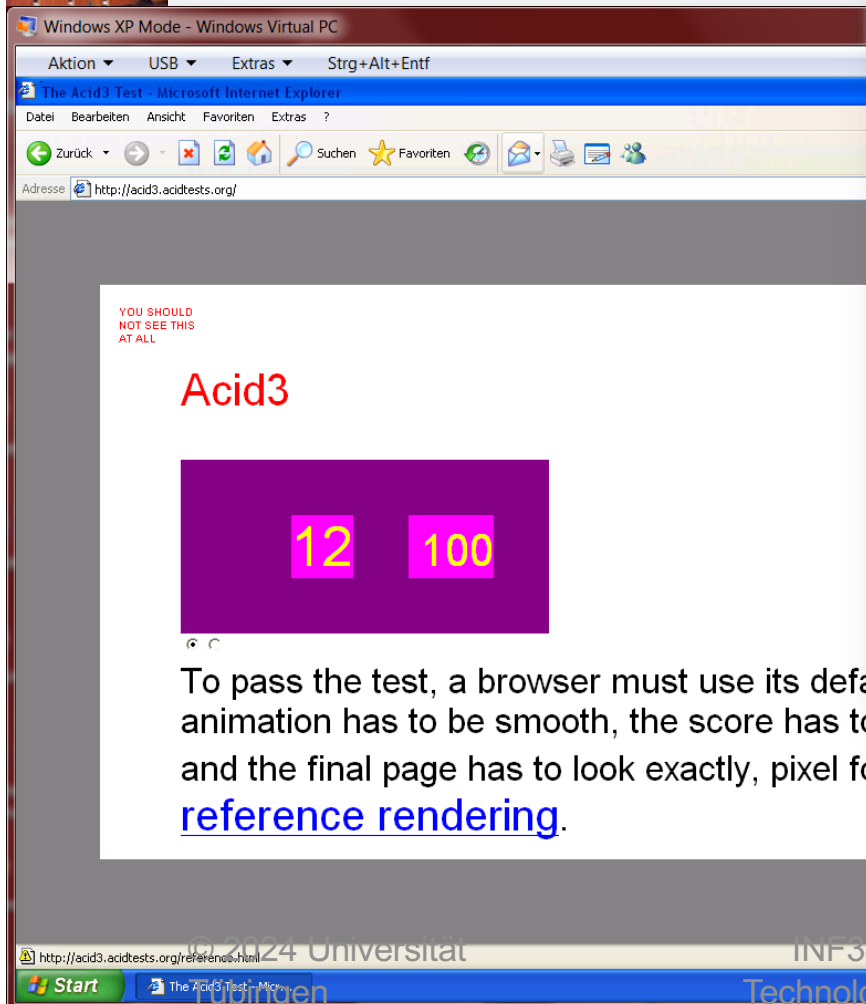 Windows XP Mode - Windows Virtual PC
Aktion USB Extras Strg+Alt+Entf
The Acid3 Test - Microsoft Internet Explorer
Datei Bearbeiten Ansicht Favoriten Extras ?
Zurück Suchen Favoriten
Adresse http://acid3.acidtests.org/
YOU SHOULD
NOT SEE THIS
AT ALL
Acid3
12 100
To pass the test, a browser must use its defa
animation has to be smooth, the score has to
and the final page has to look exactly, pixel fo
reference rendering.
© 2024 Universität INF3
http://acid3.acidtests.org/reference.html
Start The Acid3 Test - Micr...
Tübingen Technolo